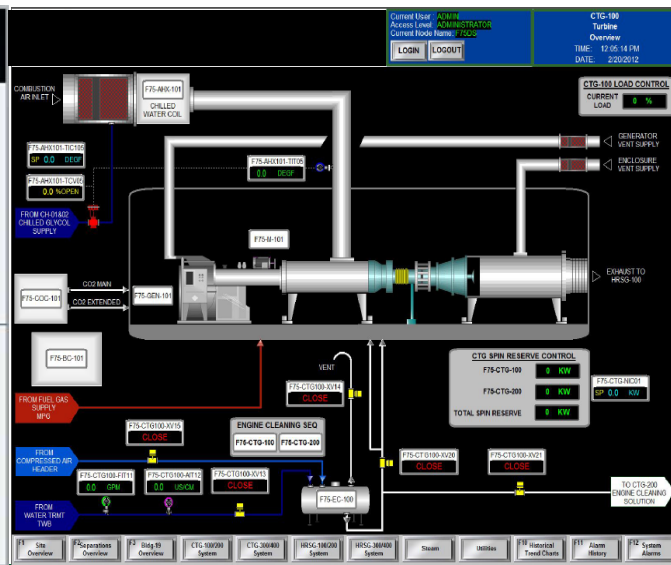 Current User : ADMIN
Access Level: ADMINISTRATOR
Current Node Name: F75DS
LOGIN LOGOUT
CTG-100
Turbine
Overview
TIME: 12:05:14 PM
DATE: 2/20/2012
COMBUSTION
AIR INLET
F75-AHX-101
CHILLED
WATER COIL
CTG-100 LOAD CONTROL
CURRENT
LOAD
0 %
GENERATOR
VENT SUPPLY
ENCLOSURE
VENT SUPPLY
F75-AHX101-TIC105
SP 0.0 DEGF
F75-AHX101-TCV05
0.0 %OPEN
F75-AHX101-TIT05
0.0 DEGF
FROM CH-01&02
CHILLED GLYCOL
SUPPLY
F75-M-101
EXHAUST TO
HRSG-100
F75-COC-101
CO2 MAIN
CO2 EXTENDED
F75-GEN-101
F75-BC-101
CTG SPIN RESERVE CONTROL
F75-CTG-100 0 KW
F75-CTG-200 0 KW
TOTAL SPIN RESERVE 0 KW
F75-CTG-NIC01
SP 0.0 KW
VENT
F75-CTG100-XV14
CLOSE
FROM FUEL GAS
SUPPLY
MPG
F75-CTG100-XV15
CLOSE
ENGINE CLEANING SEQ
F75-CTG-100 F75-CTG-200
FROM
COMPRESSED AIR
HEADER
F75-CTG100-FIT11
0.0 GPM
F75-CTG100-AIT12
0.0 US/CM
F75-CTG100-XV13
CLOSE
F75-CTG100-XV20
CLOSE
F75-CTG100-XV21
CLOSE
FROM
WATER TRMT
TWB
F75-EC-100
TO CTG-200
ENGINE CLEANING
SOLUTION
F1 Site Overview
F2 Separations Overview
F3 Bldg-19 Overview
CTG-100/200 System
CTG-300/400 System
HRSG-100/200 System
HRSG-300/400 System
Steam
Utilities
F10 Historical Trend Charts
F11 Alarm History
F12 System Alarms